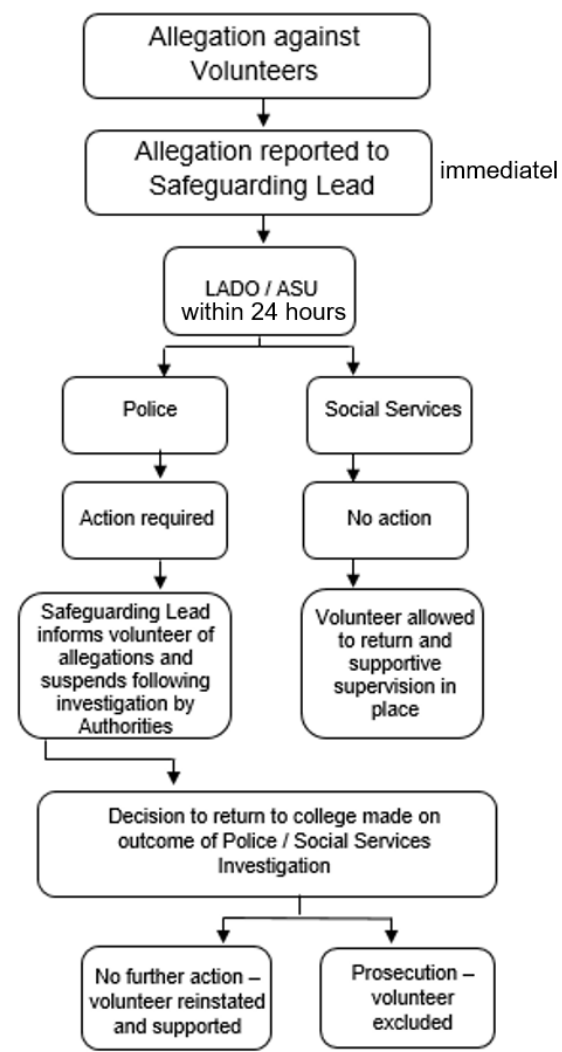 Allegation against
Volunteers
Allegation reported to
Safeguarding Lead
immediatel
LADO / ASU
within 24 hours
Police
Social Services
Action required
No action
Safeguarding Lead
informs volunteer of
allegations and
suspends following
investigation by
Authorities
Volunteer allowed
to return and
supportive
supervision in
place
Decision to return to college made on
outcome of Police / Social Services
Investigation
No further action –
volunteer reinstated
and supported
Prosecution –
volunteer
excluded